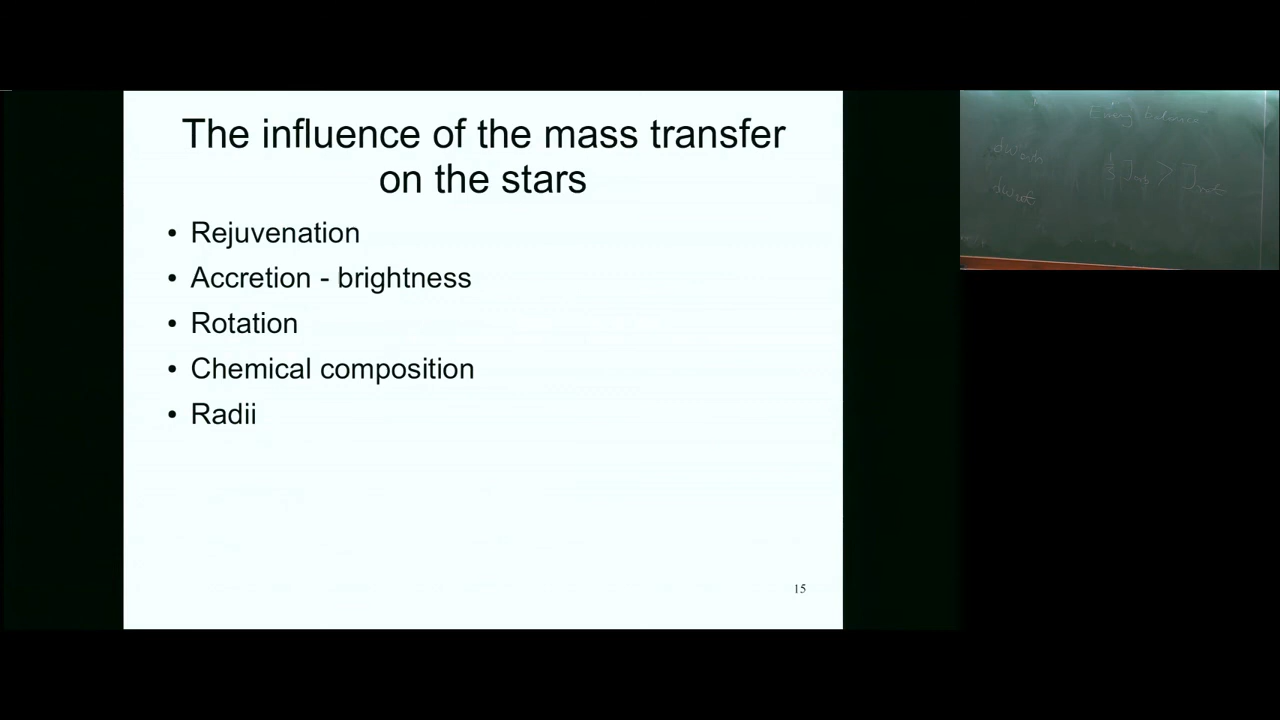 The influence of the mass transfer
on the stars
• Rejuvenation
• Accretion - brightness
• Rotation
• Chemical composition
• Radii
15